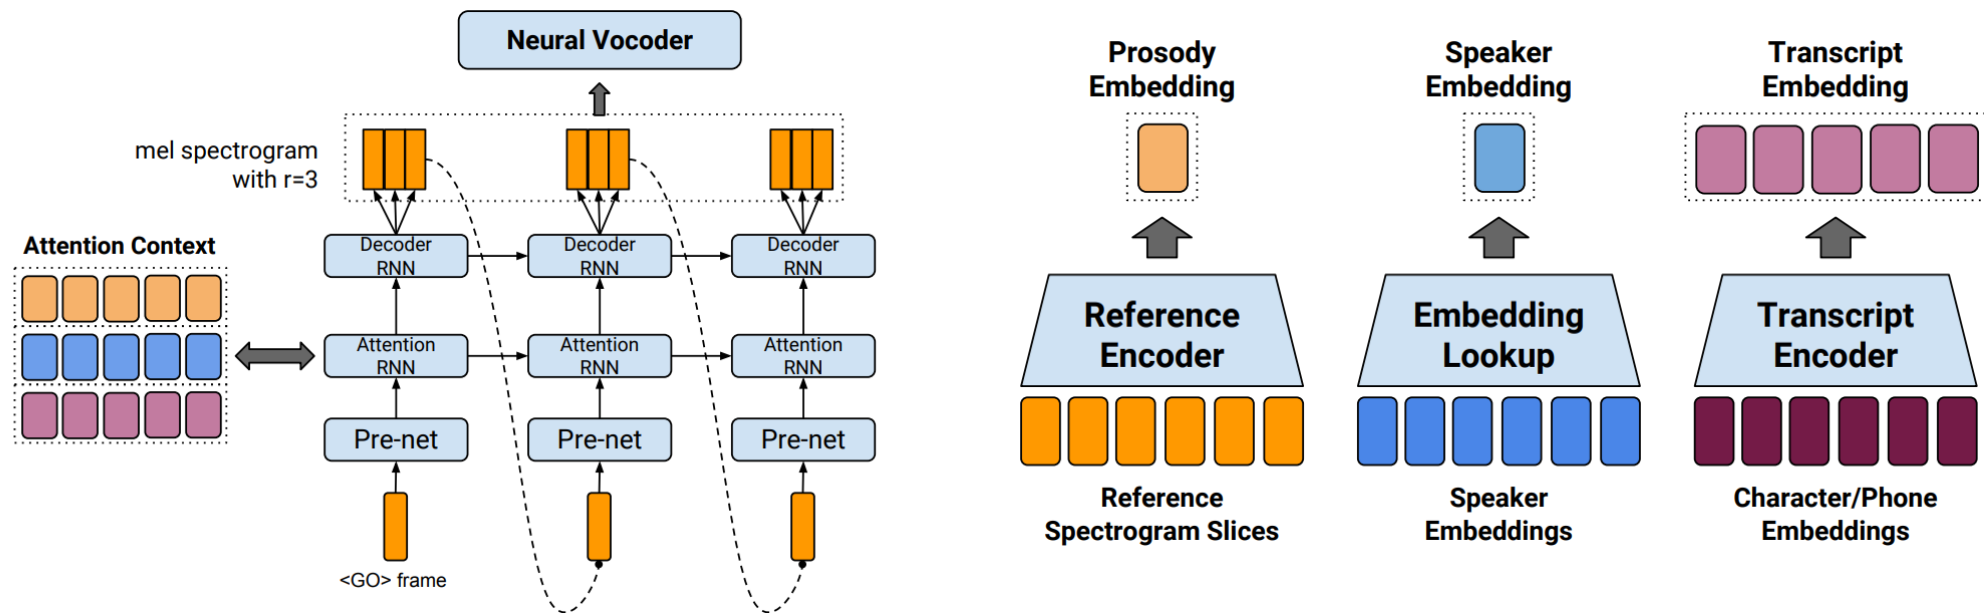 Neural Vocoder
mel spectrogram
with r=3
Attention Context
Decoder
RNN
Decoder
RNN
Decoder
RNN
Attention
RNN
Attention
RNN
Attention
RNN
Pre-net
Pre-net
Pre-net
<GO> frame
Prosody
Embedding
Speaker
Embedding
Transcript
Embedding
Reference
Encoder
Embedding
Lookup
Transcript
Encoder
Reference
Spectrogram Slices
Speaker
Embeddings
Character/Phone
Embeddings